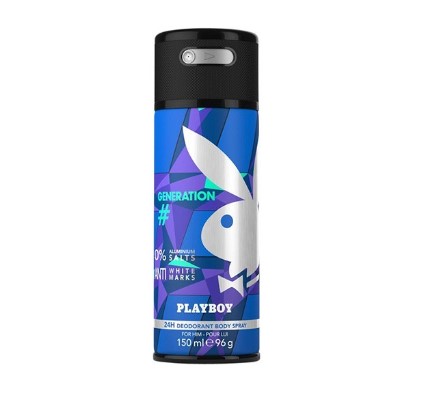 GENERATION
#
0% ALUMINIUM SALTS
ANTI WHITE MARKS
PLAYBOY
24H DEODORANT BODY SPRAY
FOR HIM - POUR LUI
150 ml ℮ 96 g